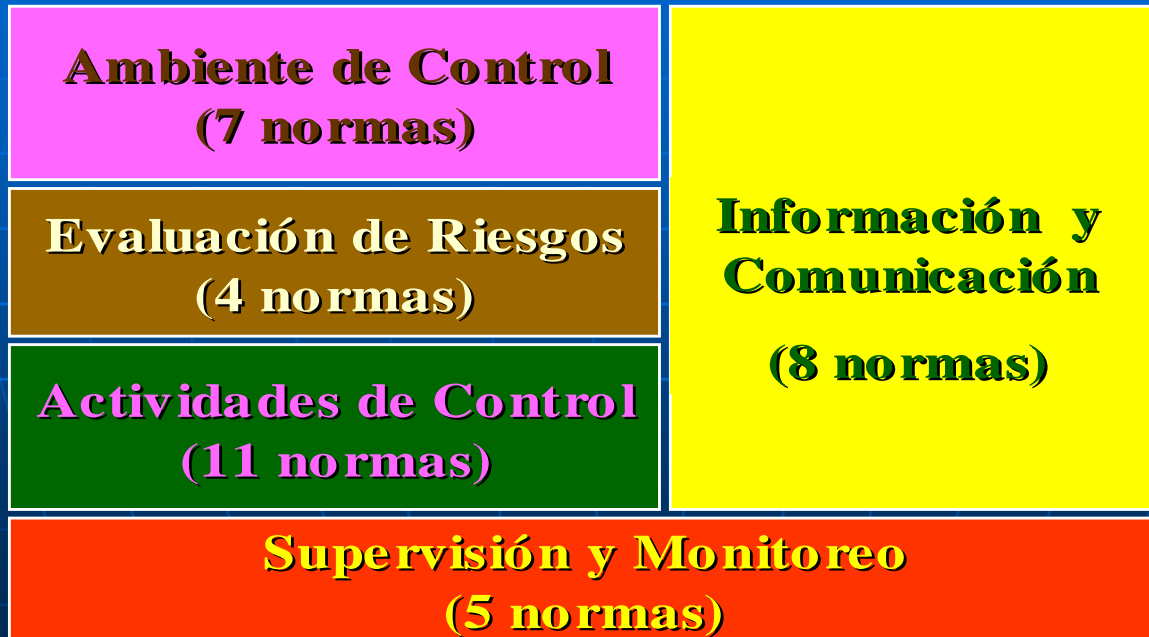 Ambiente de Control
(7 normas)
Evaluación de Riesgos
(4 normas)
Actividades de Control
(11 normas)
Información y
Comunicación
(8 normas)
Supervisión y Monitoreo
(5 normas)